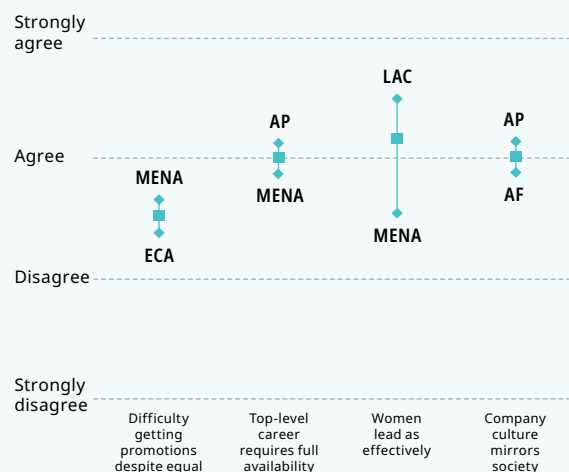 Strongly
agree
LAC
AP
AP
Agree
MENA
MENA
AF
MENA
ECA
Disagree
Strongly
disagree
Difficulty
getting
promotions
despite equal
Top-level
career
requires full
availability
Women
lead as
effectively
Company
culture
mirrors
society